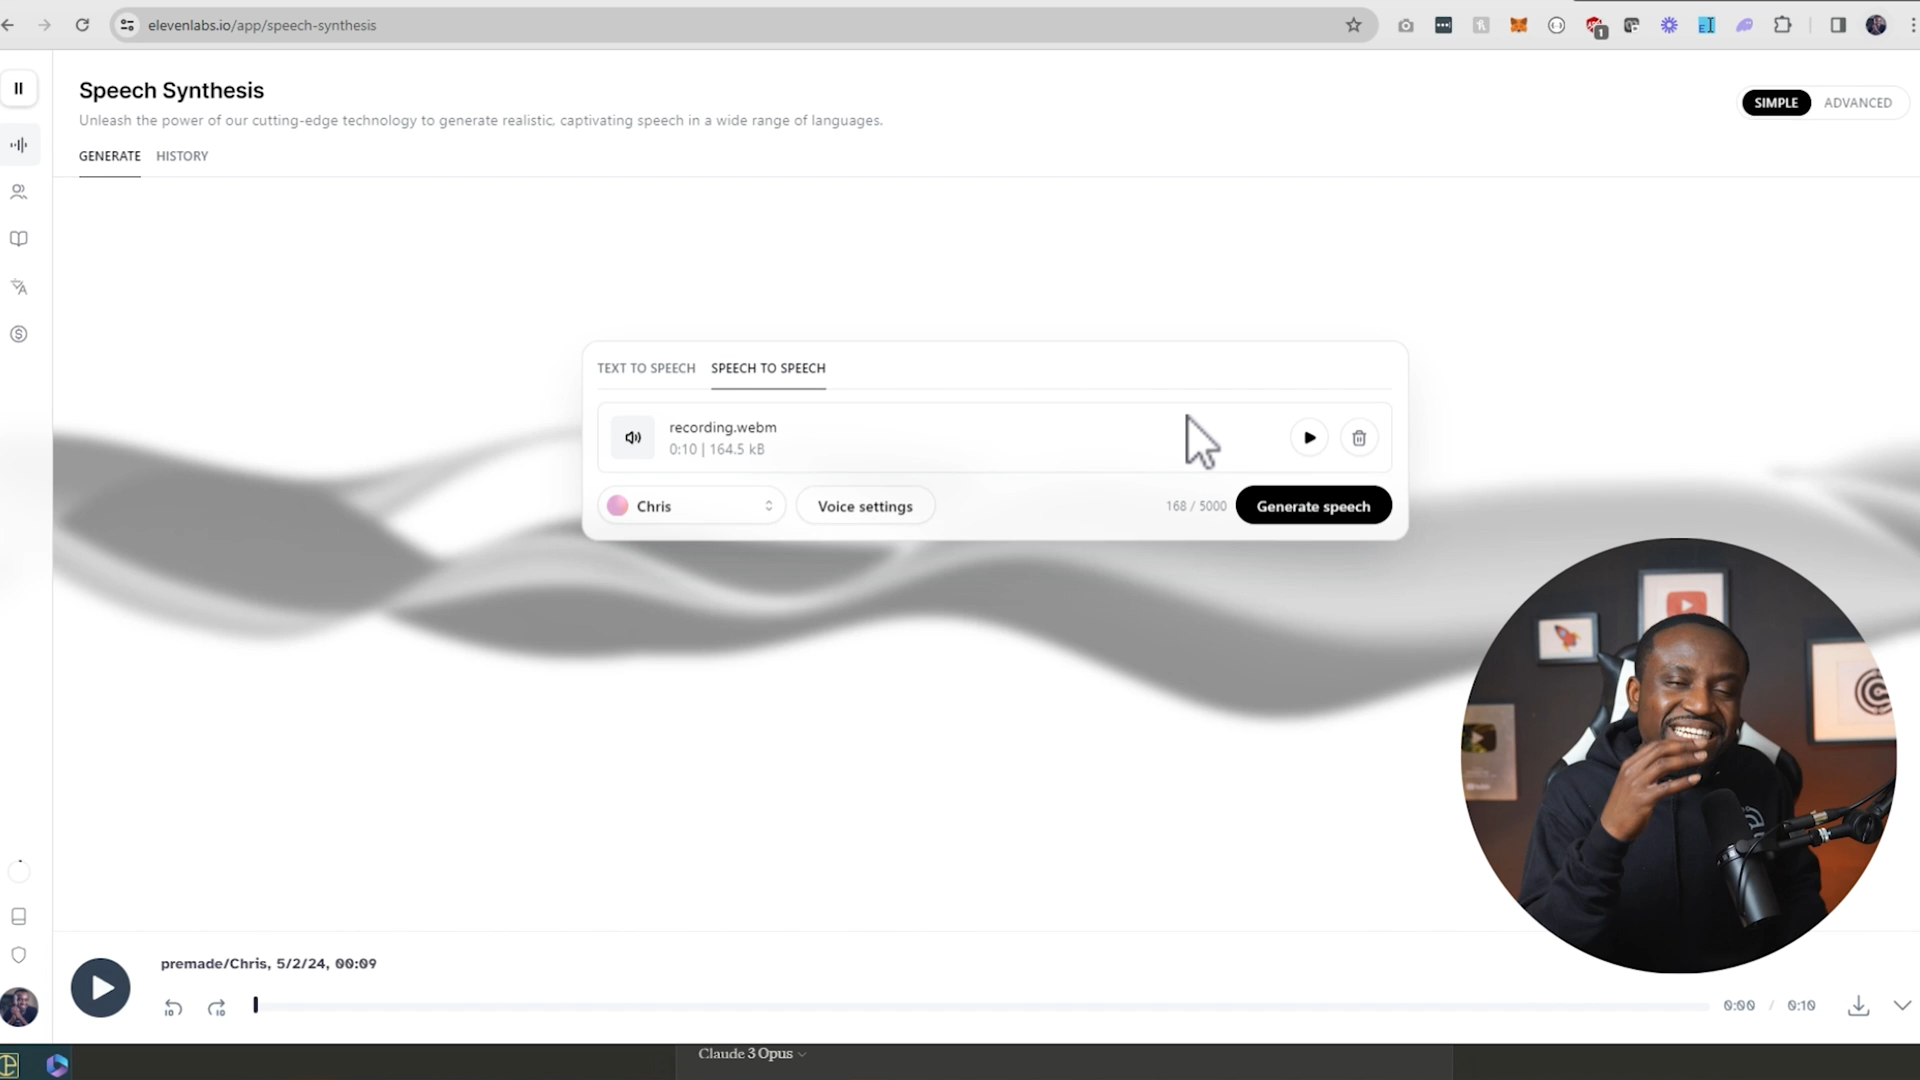 elevenlabs.io/app/speech-synthesis
1
Speech Synthesis
SIMPLE ADVANCED
Unleash the power of our cutting-edge technology to generate realistic, captivating speech in a wide range of languages.
GENERATE HISTORY
TEXT TO SPEECH SPEECH TO SPEECH
recording.webm
0:10 | 164.5 kB
Chris Voice settings 168 / 5000 Generate speech
premade/Chris, 5/2/24, 00:09
10 10 0:00 / 0:10
Claude 3 Opus